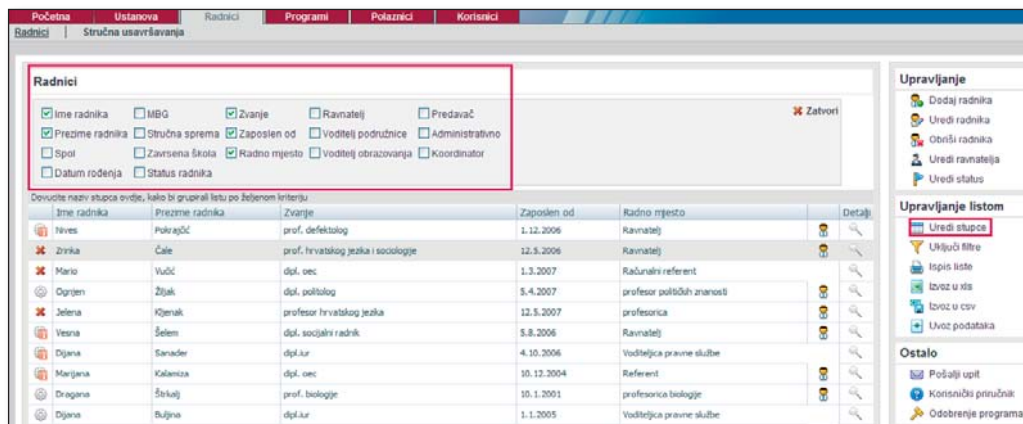 Početna Ustanova Radnici Programi Polaznici Korisnici
Radnici | Stručna usavršavanja
Radnici
Ime radnika MBG Zvanje Ravnatelj Predavač Zatvori
Prezime radnika Stručna sprema Zaposlen od Voditelj podružnice Administrativno
Spol Zavrsena škola Radno mjesto Voditelj obrazovanja Koordinator
Datum rođenja Status radnika
Dovucite naziv stupca ovdje, kako bi grupirali listu po željenom kriteriju
Ime radnika Prezime radnika Zvanje Zaposlen od Radno mjesto Detalji
Nives Pokrajčić prof. defektolog 1.12.2006 Ravnatelj
Zrinka Čale prof. hrvatskog jezika i sociologije 12.5.2006 Ravnatelj
Mario Vučić dipl. oec 1.3.2007 Računalni referent
Ognjen Žiljak dipl. politolog 5.4.2007 profesor političkih znanosti
Jelena Kljenak profesor hrvatskog jezika 12.5.2007 profesorica
Vesna Šelem dipl. socijalni radnik 5.8.2006 Ravnatelj
Dijana Sanader dipl.iur 4.10.2006 Voditeljica pravne službe
Marijana Kalamiza dipl. oec 10.12.2004 Referent
Dragana Štrkalj prof. biologije 10.1.2001 profesorica biologije
Dijana Buljina dipl.iur 1.1.2005 Voditeljica pravne službe
Upravljanje
Dodaj radnika
Uredi radnika
Obriši radnika
Uredi ravnatelja
Uredi status
Upravljanje listom
Uredi stupce
Uključi filtre
Ispis liste
Izvoz u xls
Izvoz u csv
Uvoz podataka
Ostalo
Pošalji upit
Korisnički priručnik
Odobrenje programa